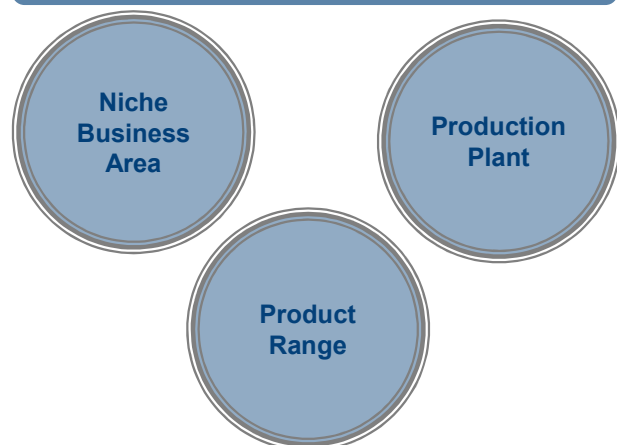 Niche
Business
Area
Production
Plant
Product
Range